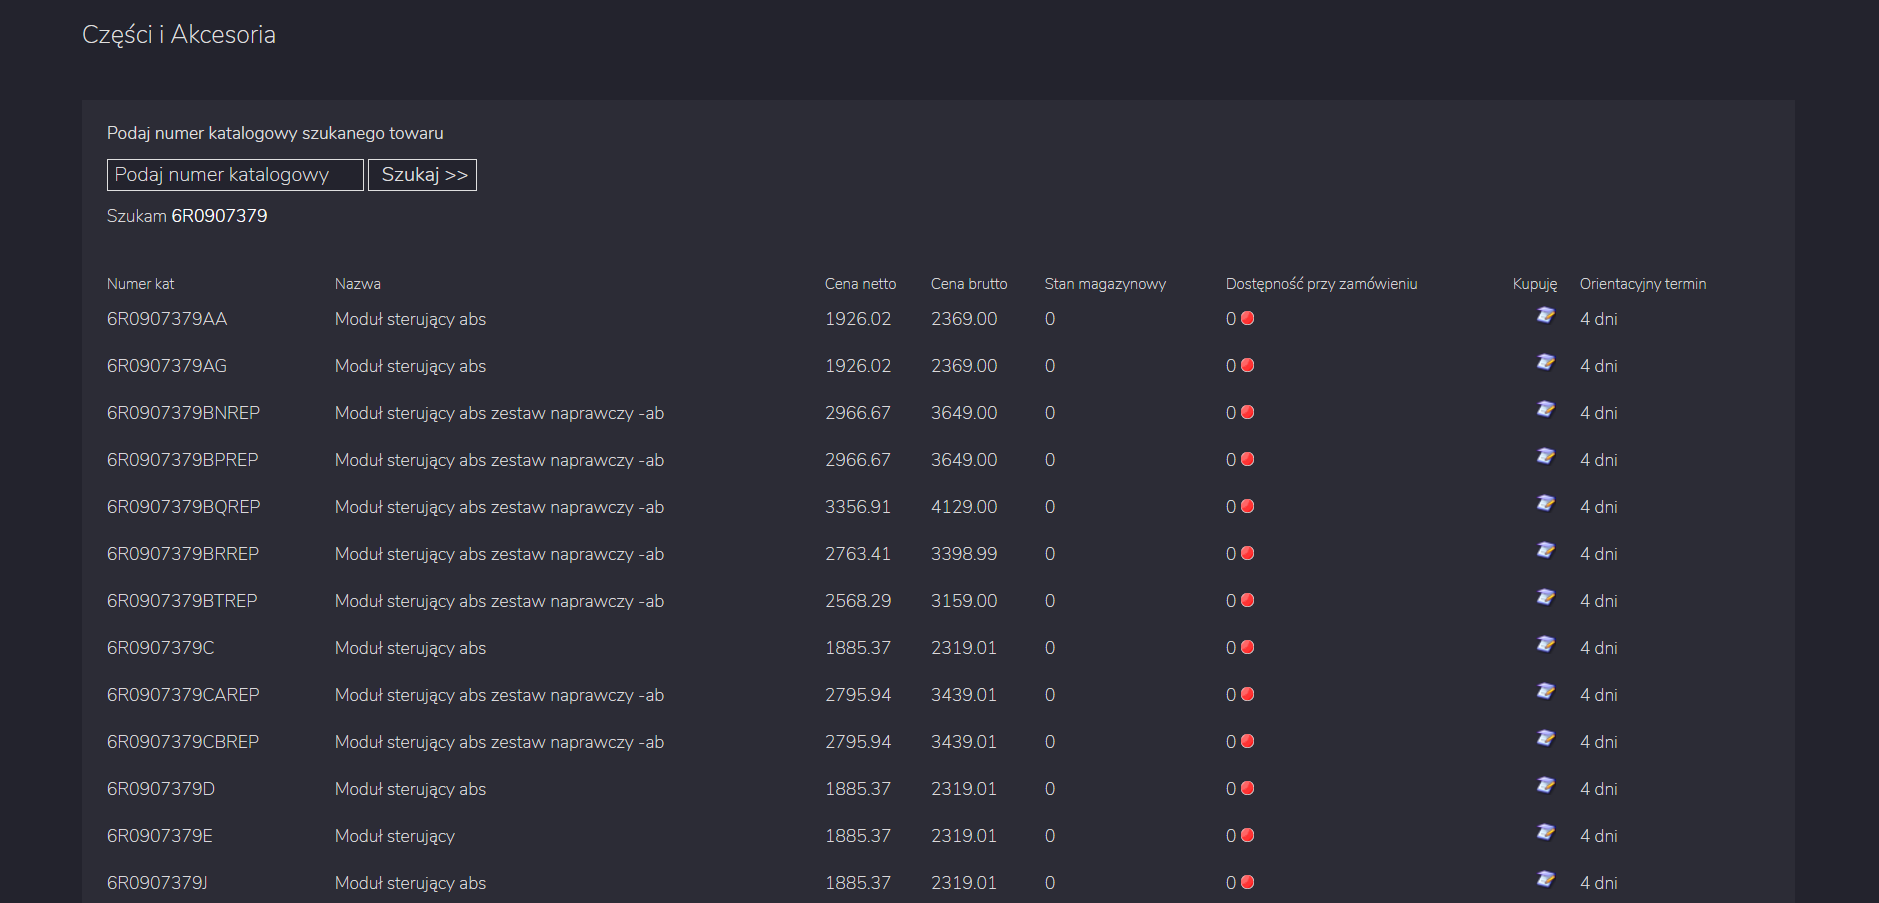 Części i Akcesoria
Podaj numer katalogowy szukanego towaru
Podaj numer katalogowy Szukaj >>
Szukam 6R0907379
Numer kat Nazwa Cena netto Cena brutto Stan magazynowy Dostępność przy zamówieniu Kupuję Orientacyjny termin
6R0907379AA Moduł sterujący abs 1926.02 2369.00 0 0 4 dni
6R0907379AG Moduł sterujący abs 1926.02 2369.00 0 0 4 dni
6R0907379BNREP Moduł sterujący abs zestaw naprawczy -ab 2966.67 3649.00 0 0 4 dni
6R0907379BPREP Moduł sterujący abs zestaw naprawczy -ab 2966.67 3649.00 0 0 4 dni
6R0907379BQREP Moduł sterujący abs zestaw naprawczy -ab 3356.91 4129.00 0 0 4 dni
6R0907379BRREP Moduł sterujący abs zestaw naprawczy -ab 2763.41 3398.99 0 0 4 dni
6R0907379BTREP Moduł sterujący abs zestaw naprawczy -ab 2568.29 3159.00 0 0 4 dni
6R0907379C Moduł sterujący abs 1885.37 2319.01 0 0 4 dni
6R0907379CAREP Moduł sterujący abs zestaw naprawczy -ab 2795.94 3439.01 0 0 4 dni
6R0907379CBREP Moduł sterujący abs zestaw naprawczy -ab 2795.94 3439.01 0 0 4 dni
6R0907379D Moduł sterujący abs 1885.37 2319.01 0 0 4 dni
6R0907379E Moduł sterujący 1885.37 2319.01 0 0 4 dni
6R0907379J Moduł sterujący abs 1885.37 2319.01 0 0 4 dni